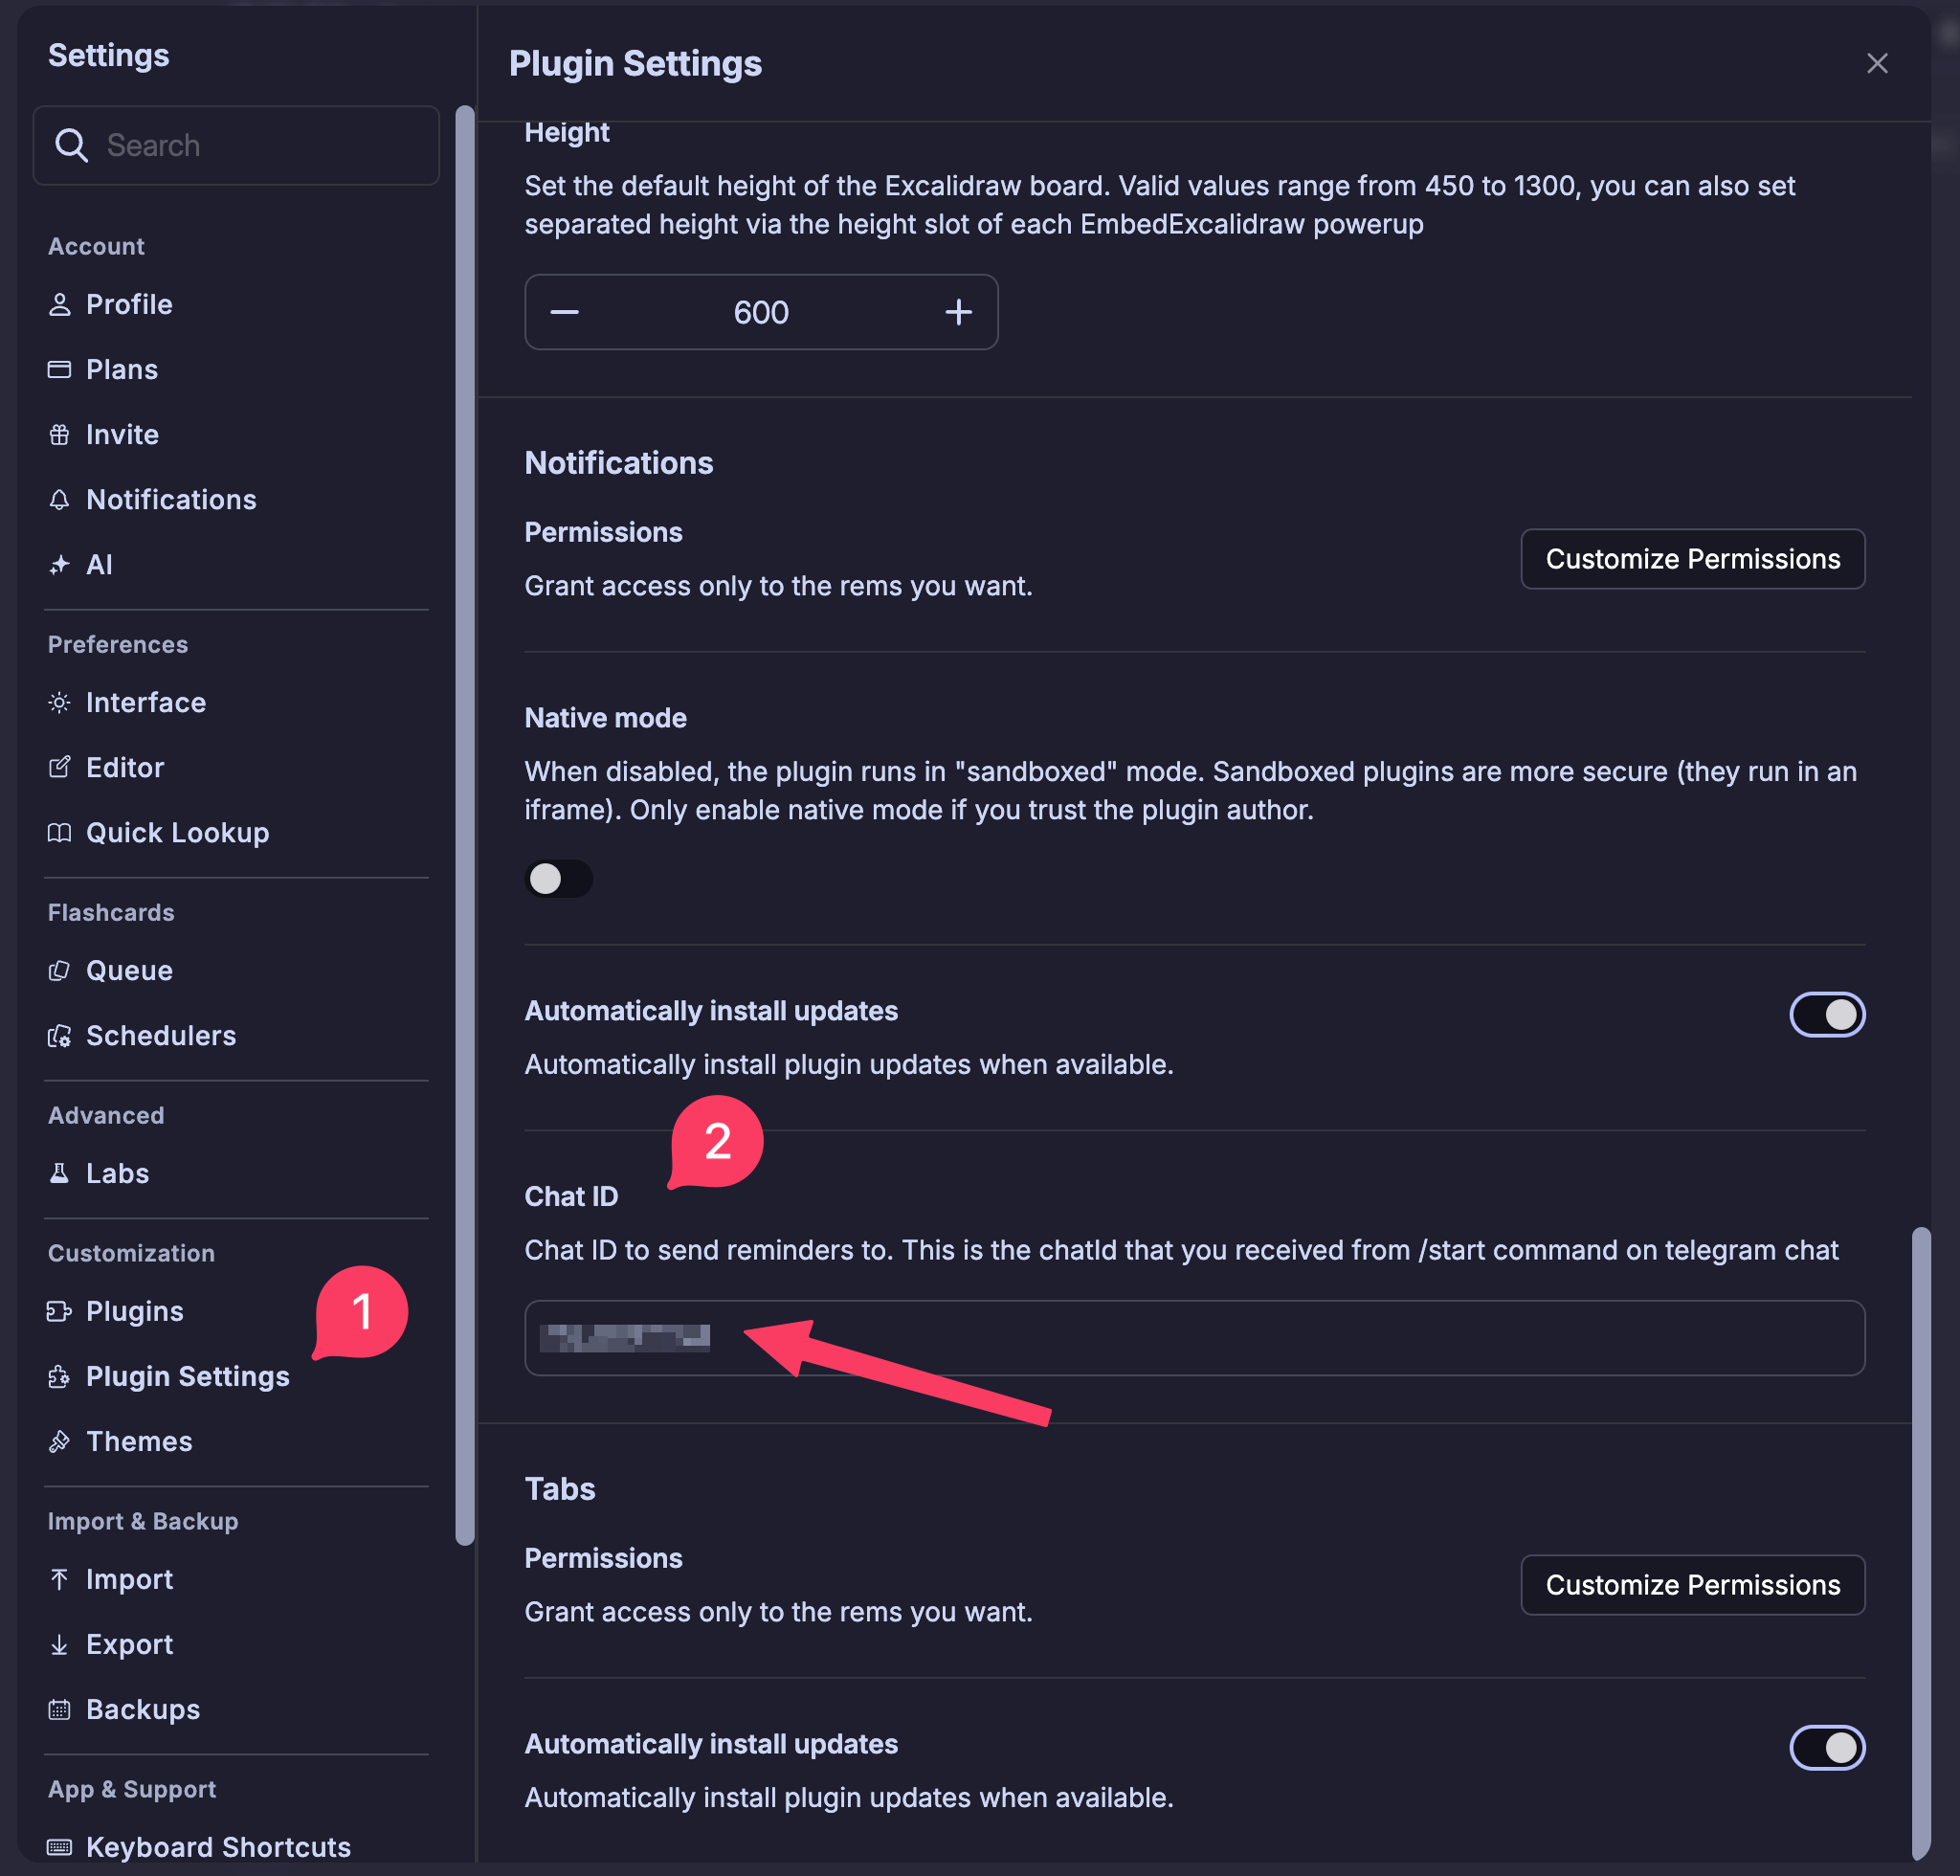 Settings
Search
Account
Profile
Plans
Invite
Notifications
AI
Preferences
Interface
Editor
Quick Lookup
Flashcards
Queue
Schedulers
Advanced
Labs
Customization
Plugins
1
Plugin Settings
Themes
Import & Backup
Import
Export
Backups
App & Support
Keyboard Shortcuts
Plugin Settings
Height
Set the default height of the Excalidraw board. Valid values range from 450 to 1300, you can also set
separated height via the height slot of each EmbedExcalidraw powerup
600
Notifications
Permissions
Grant access only to the rems you want.
Customize Permissions
Native mode
When disabled, the plugin runs in "sandboxed" mode. Sandboxed plugins are more secure (they run in an
iframe). Only enable native mode if you trust the plugin author.
Automatically install updates
Automatically install plugin updates when available.
2
Chat ID
Chat ID to send reminders to. This is the chatId that you received from /start command on telegram chat
Tabs
Permissions
Grant access only to the rems you want.
Customize Permissions
Automatically install updates
Automatically install plugin updates when available.